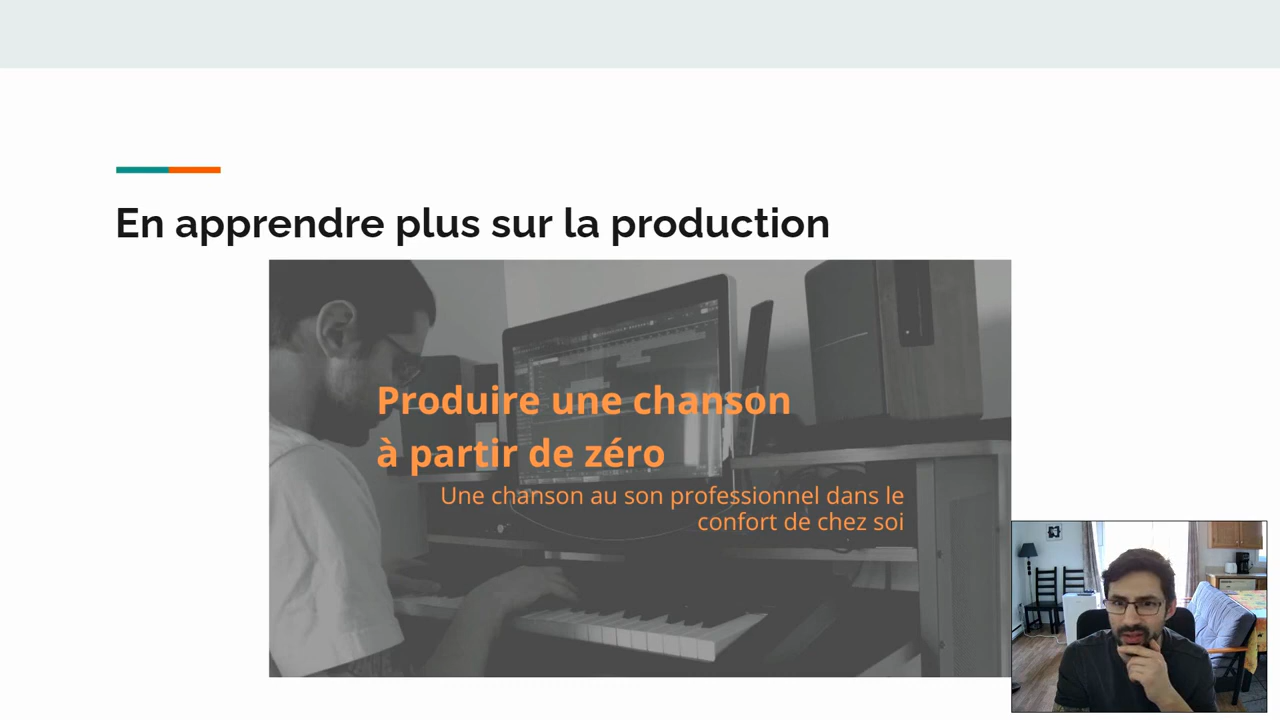 En apprendre plus sur la production
Produire une chanson
à partir de zéro
Une chanson au son professionnel dans le
confort de chez soi